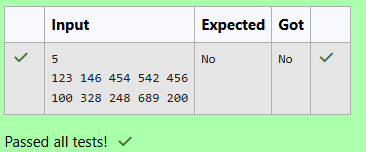 Input Expected Got
5 No No
123 146 454 542 456
100 328 248 689 200
Passed all tests!